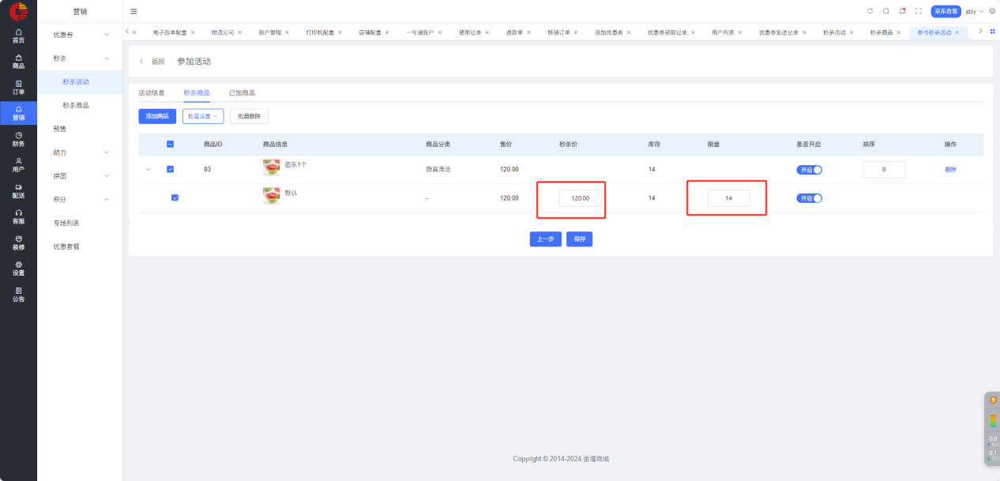 营销
京东自营
jdzy
首页
商品
订单
营销
财务
用户
配送
客服
装修
设置
公告
优惠券
秒杀
秒杀活动
秒杀商品
预售
助力
拼团
积分
专场列表
优惠套餐
电子面单配置 × 物流公司 × 账户管理 × 打印机配置 × 店铺配置 × 一号通账户 × 使用记录 × 退款单 × 核销订单 × 添加优惠券 × 优惠券领取记录 × 用户列表 × 优惠券发送记录 × 秒杀活动 × 秒杀商品 × 参与秒杀活动 ×
返回 参加活动
活动信息 秒杀商品 已加商品
添加商品 批量设置 批量删除
商品ID 商品信息 商品分类 售价 秒杀价 库存 限量 是否开启 排序 操作
93 芭乐1个 厨具清洁 120.00 14 开启 0 删除
默认 - 120.00 120.00 14 14 开启
上一步 保存
Copyright © 2014-2024
商城
0.0
0.1